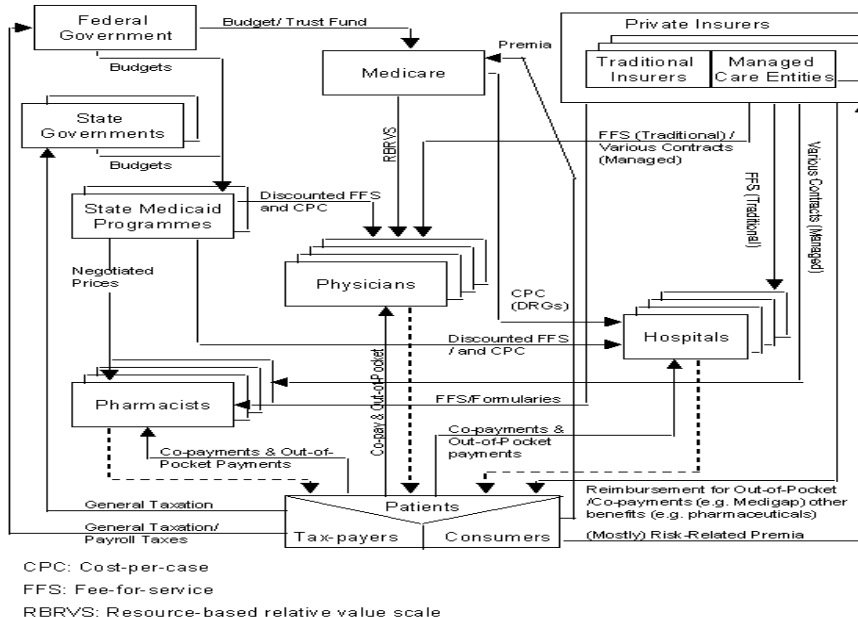 Federal
Government
Budget/ Trust Fund
Private Insurers
Premia
Traditional
Insurers
Managed
Care Entities
Medicare
Budgets
State
Governments
Budgets
RBRVS
FFS (Traditional) /
Various Contracts
(Managed)
FFS (Traditional)
Various Contracts (Managed)
State Medicaid
Programmes
Discounted FFS
and CPC
Negotiated
Prices
Physicians
CPC
(DRGs)
Hospitals
Discounted FFS
/ and CPC
Pharmacists
FFS/Formularies
Co-pay & Out-of-Pocket
Co-payments & Out-of-
Pocket Payments
Co-payments &
Out-of-Pocket
payments
General Taxation
Patients
Reimbursement for Out-of-Pocket
/Co-payments (e.g. Medigap) other
benefits (e.g. pharmaceuticals)
General Taxation/
Payroll Taxes
Tax-payers
Consumers
(Mostly) Risk-Related Premia
CPC: Cost-per-case
FFS: Fee-for-service
RBRVS: Resource-based relative value scale